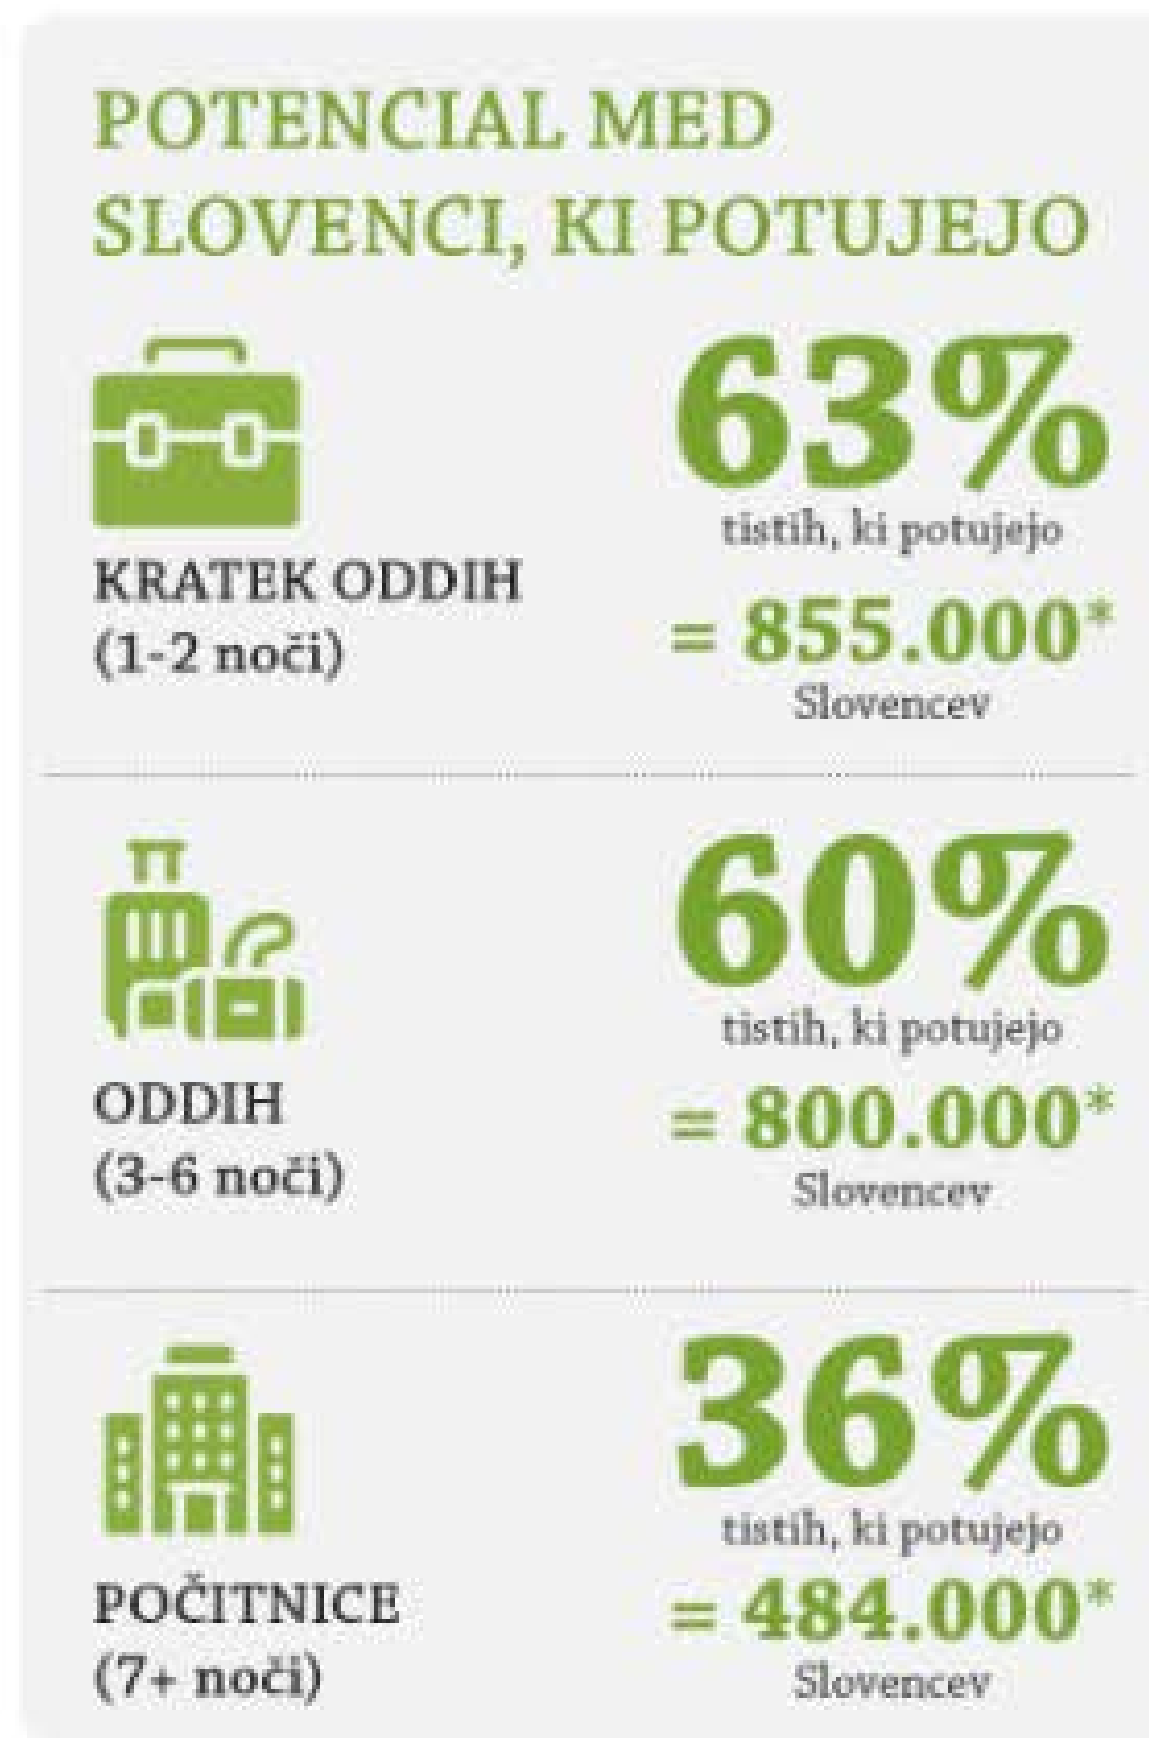 POTENCIAL MED
SLOVENCI, KI POTUJEJO
63%
tistih, ki potujejo
KRATEK ODDIH
(1-2 noči)
= 855.000*
Slovencev
60%
tistih, ki potujejo
ODDIH
(3-6 noči)
= 800.000*
Slovencev
36%
tistih, ki potujejo
POČITNICE
(7+ noči)
= 484.000*
Slovencev